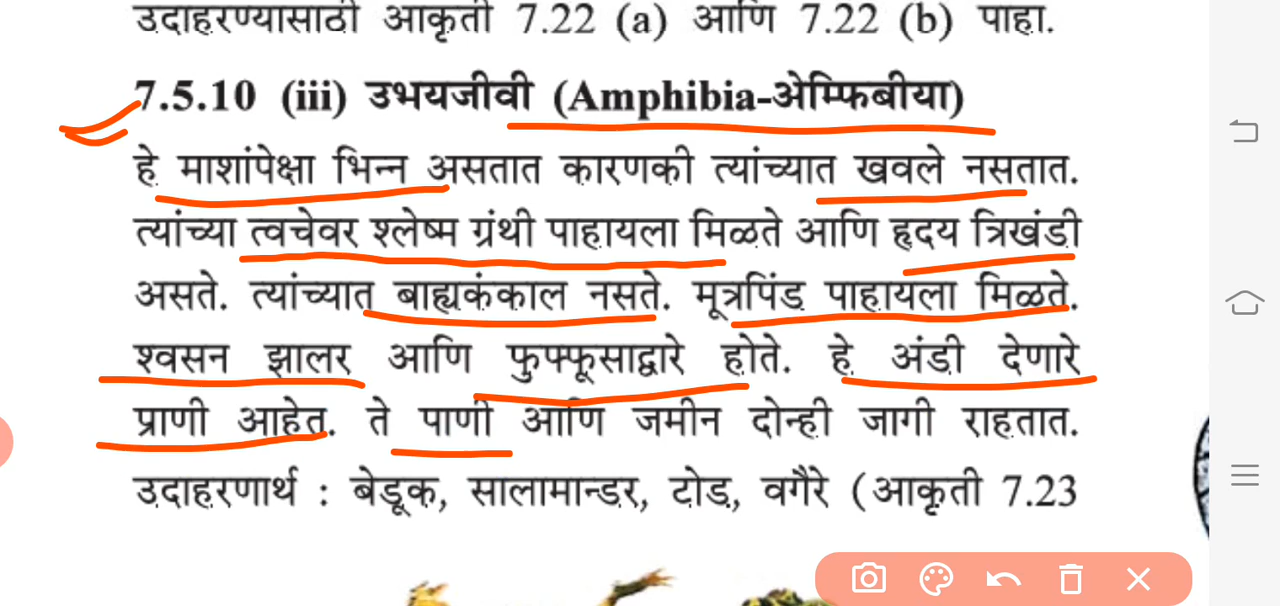 उदाहरण्यासाठी आकृती 7.22 (a) आणि 7.22 (b) पाहा.
7.5.10 (iii) उभयजीवी (Amphibia-अेम्फिबीया)
हे माशांपेक्षा भिन्न असतात कारणकी त्यांच्यात खवले नसतात.
त्यांच्या त्वचेवर श्लेष्म ग्रंथी पाहायला मिळते आणि हृदय त्रिखंडी
असते. त्यांच्यात बाह्यकंकाल नसते. मूत्रपिंड पाहायला मिळते.
श्वसन झालर आणि फुफ्फूसाद्वारे होते. हे अंडी देणारे
प्राणी आहेत. ते पाणी आणि जमीन दोन्ही जागी राहतात.
उदाहरणार्थ : बेडूक, सालामान्डर, टोड, वगैरे (आकृती 7.23